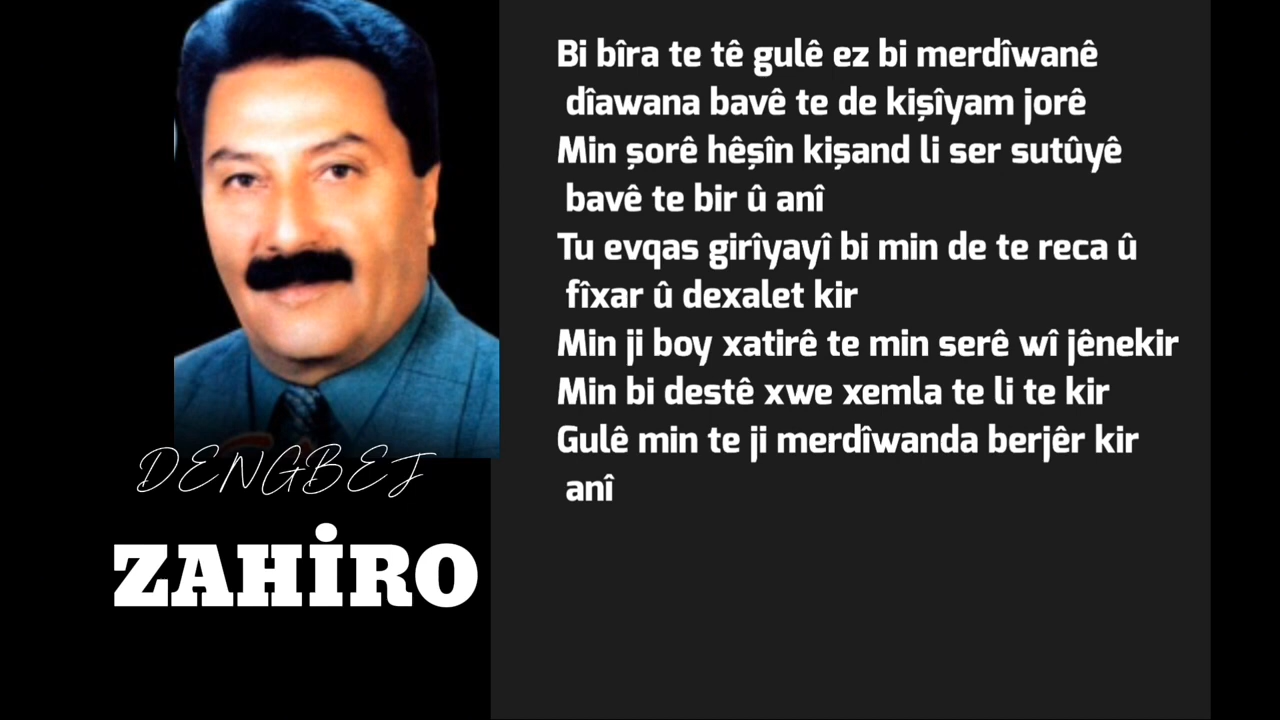 DENGBEJ
ZAHİRO
Bi bîra te tê gulê ez bi merdîwanê
dîawana bavê te de kişîyam jorê
Min şorê hêşîn kişand li ser sutûyê
bavê te bir û anî
Tu evqas girîyayî bi min de te reca û
fîxar û dexalet kir
Min ji boy xatirê te min serê wî jênekir
Min bi destê xwe xemla te li te kir
Gulê min te ji merdîwanda berjêr kir
anî